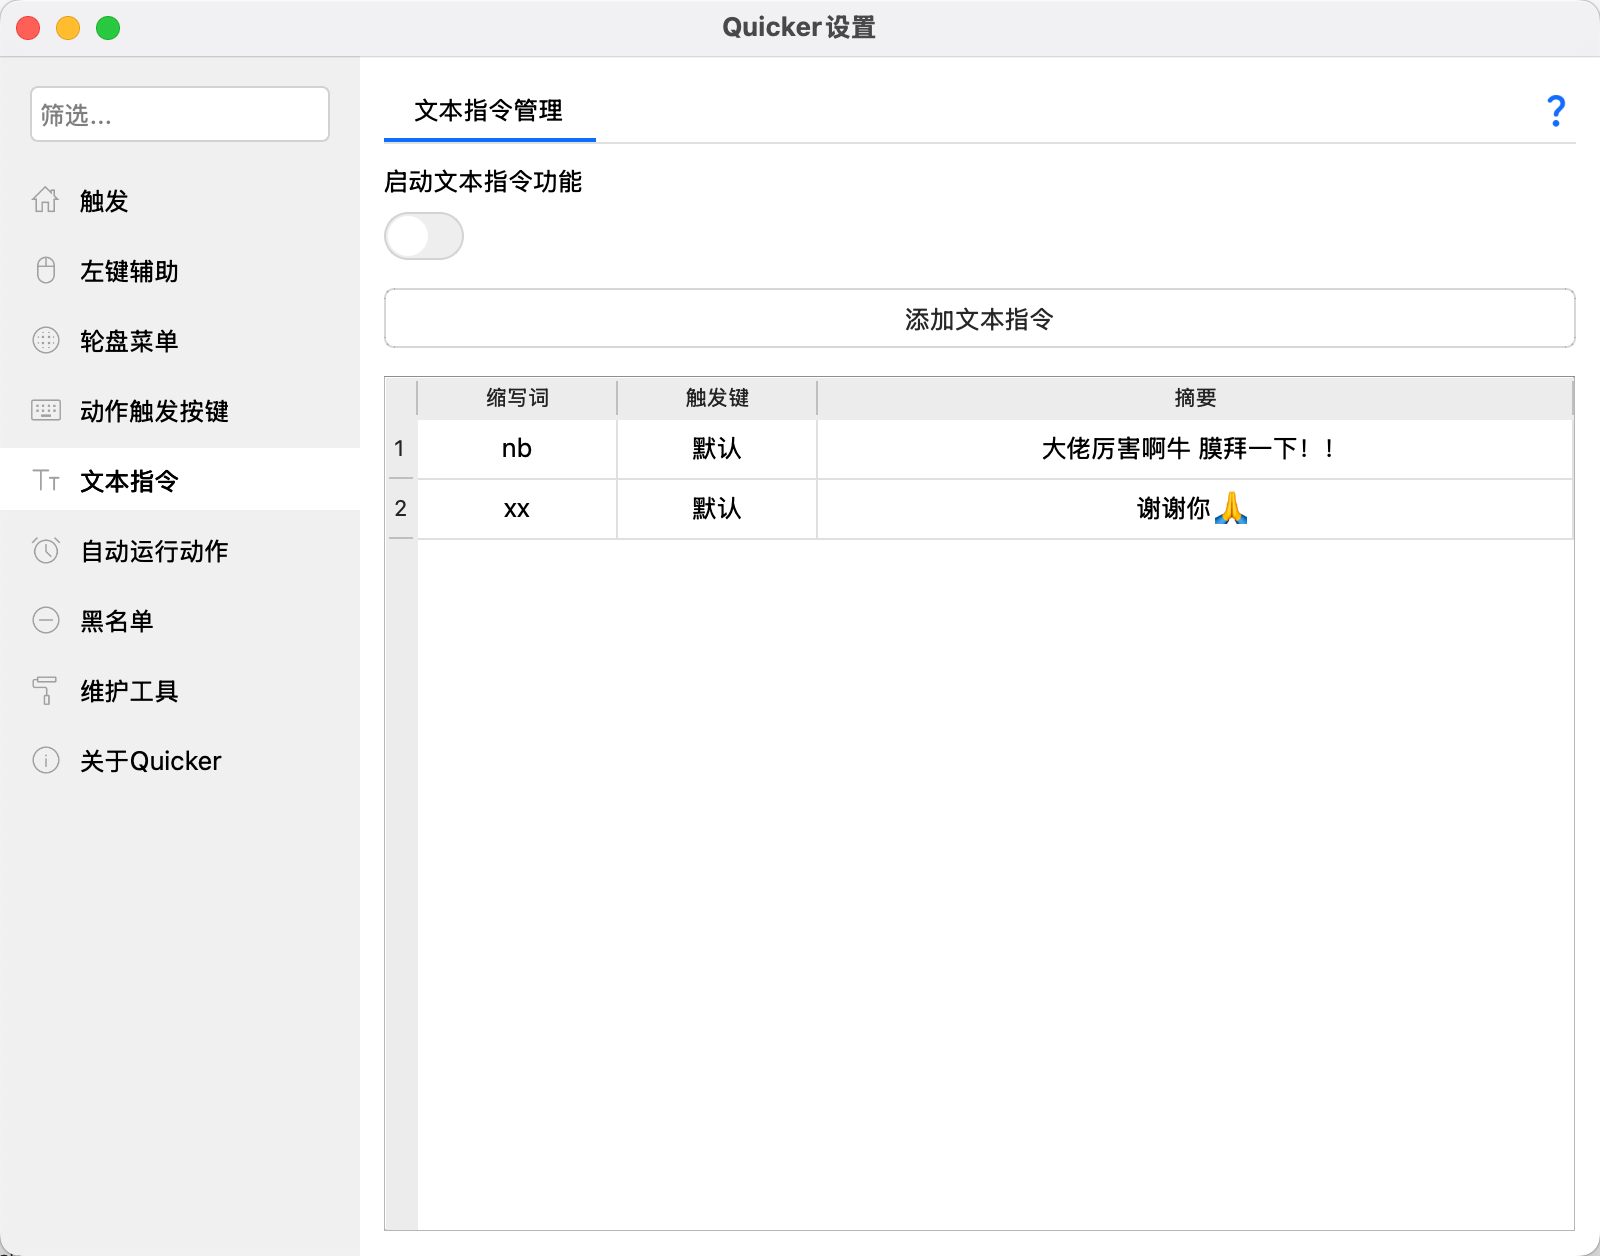 Quicker设置
筛选...
触发
左键辅助
轮盘菜单
动作触发按键
文本指令
自动运行动作
黑名单
维护工具
关于Quicker
文本指令管理
?
启动文本指令功能
添加文本指令
缩写词 触发键 摘要
1 nb 默认 大佬厉害啊牛 膜拜一下！！
2 xx 默认 谢谢你🙏